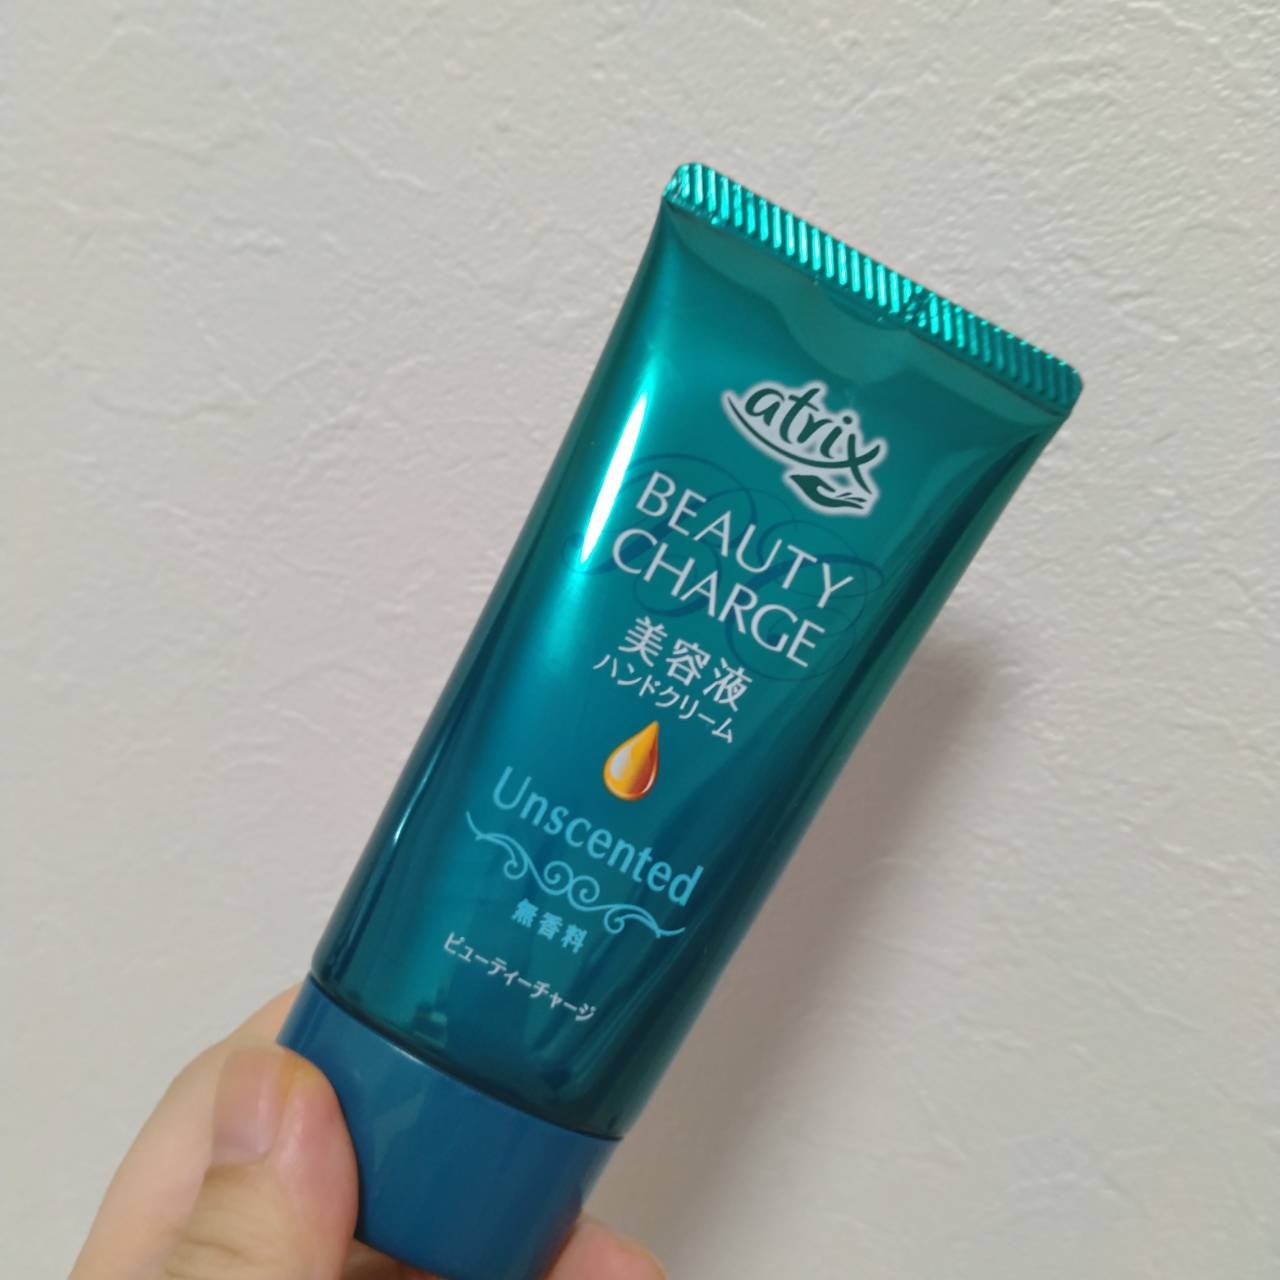 atrix
BEAUTY
CHARGE
美容液
ハンドクリーム
Unscented
無香料
ビューティーチャージ